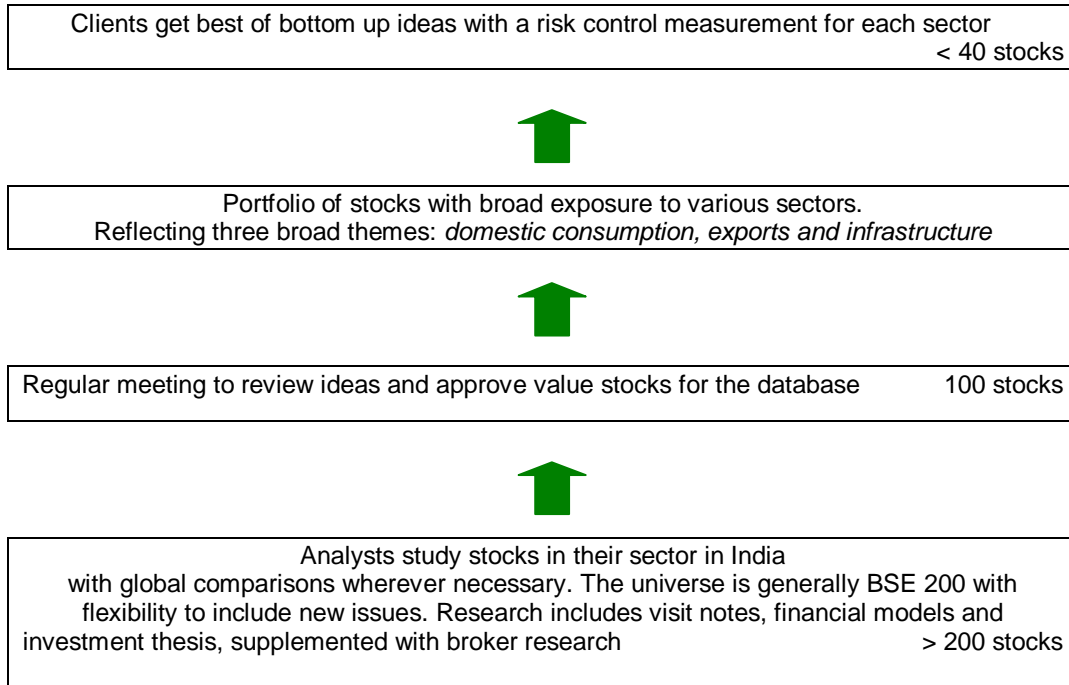 Clients get best of bottom up ideas with a risk control measurement for each sector
< 40 stocks
Portfolio of stocks with broad exposure to various sectors.
Reflecting three broad themes: domestic consumption, exports and infrastructure
Regular meeting to review ideas and approve value stocks for the database 100 stocks
Analysts study stocks in their sector in India
with global comparisons wherever necessary. The universe is generally BSE 200 with
flexibility to include new issues. Research includes visit notes, financial models and
investment thesis, supplemented with broker research > 200 stocks